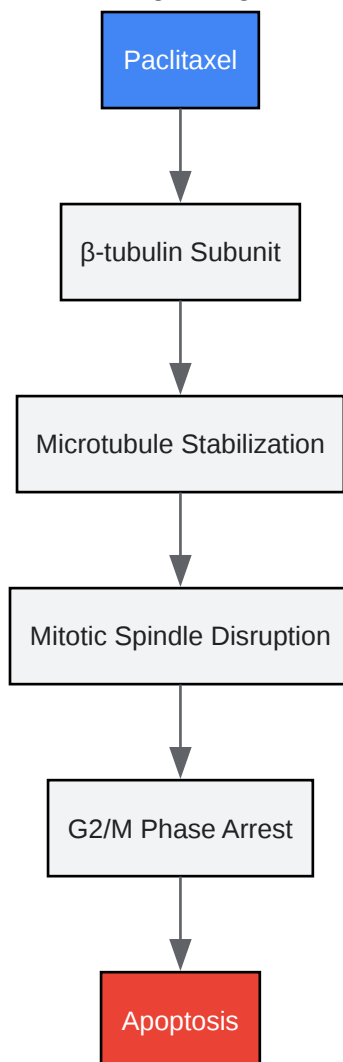 Paclitaxel
β-tubulin Subunit
Microtubule Stabilization
Mitotic Spindle Disruption
G2/M Phase Arrest
Apoptosis